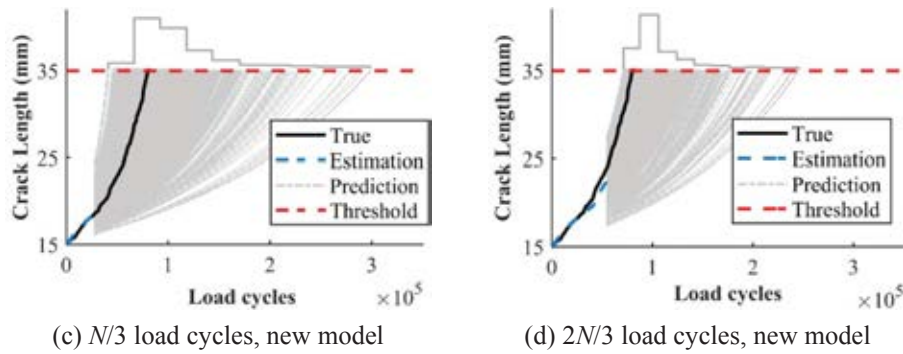 Crack Length (mm)
35
25
15
0
1
2
3
Load cycles
×10⁵
True
Estimation
Prediction
Threshold
(c) N/3 load cycles, new model
Crack Length (mm)
35
25
15
0
1
2
3
Load cycles
×10⁵
True
Estimation
Prediction
Threshold
(d) 2N/3 load cycles, new model